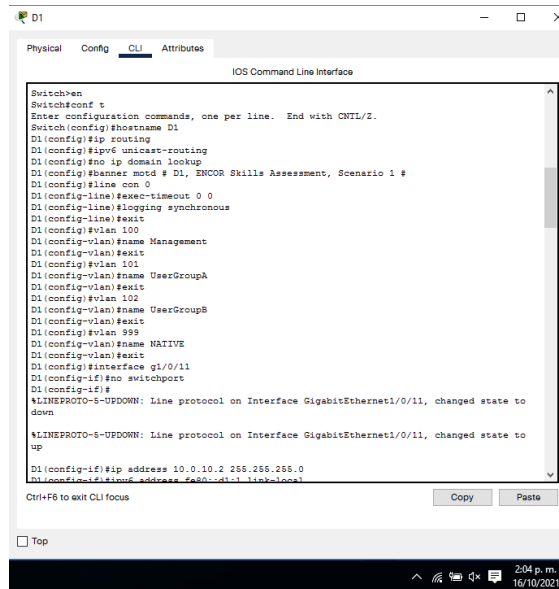 D1
Physical Config CLI Attributes
IOS Command Line Interface
Switch>en
Switch#conf t
Enter configuration commands, one per line. End with CNTL/Z.
Switch(config)#hostname D1
D1(config)#ip routing
D1(config)#ipv6 unicast-routing
D1(config)#no ip domain lookup
D1(config)#banner motd # D1, ENCOR Skills Assessment, Scenario 1 #
D1(config)#line con 0
D1(config-line)#exec-timeout 0 0
D1(config-line)#logging synchronous
D1(config-line)#exit
D1(config)#vlan 100
D1(config-vlan)#name Management
D1(config-vlan)#exit
D1(config)#vlan 101
D1(config-vlan)#name UserGroupA
D1(config-vlan)#exit
D1(config)#vlan 102
D1(config-vlan)#name UserGroupB
D1(config-vlan)#exit
D1(config)#vlan 999
D1(config-vlan)#name NATIVE
D1(config-vlan)#exit
D1(config)#interface g1/0/11
D1(config-if)#no switchport
D1(config-if)#
%LINEPROTO-5-UPDOWN: Line protocol on Interface GigabitEthernet1/0/11, changed state to
down
%LINEPROTO-5-UPDOWN: Line protocol on Interface GigabitEthernet1/0/11, changed state to
up
D1(config-if)#ip address 10.0.10.2 255.255.255.0
D1(config-if)#ipv6 address fe80::d1:1 link-local
Ctrl+F6 to exit CLI focus
Copy Paste
Top
2:04 p. m.
16/10/2021